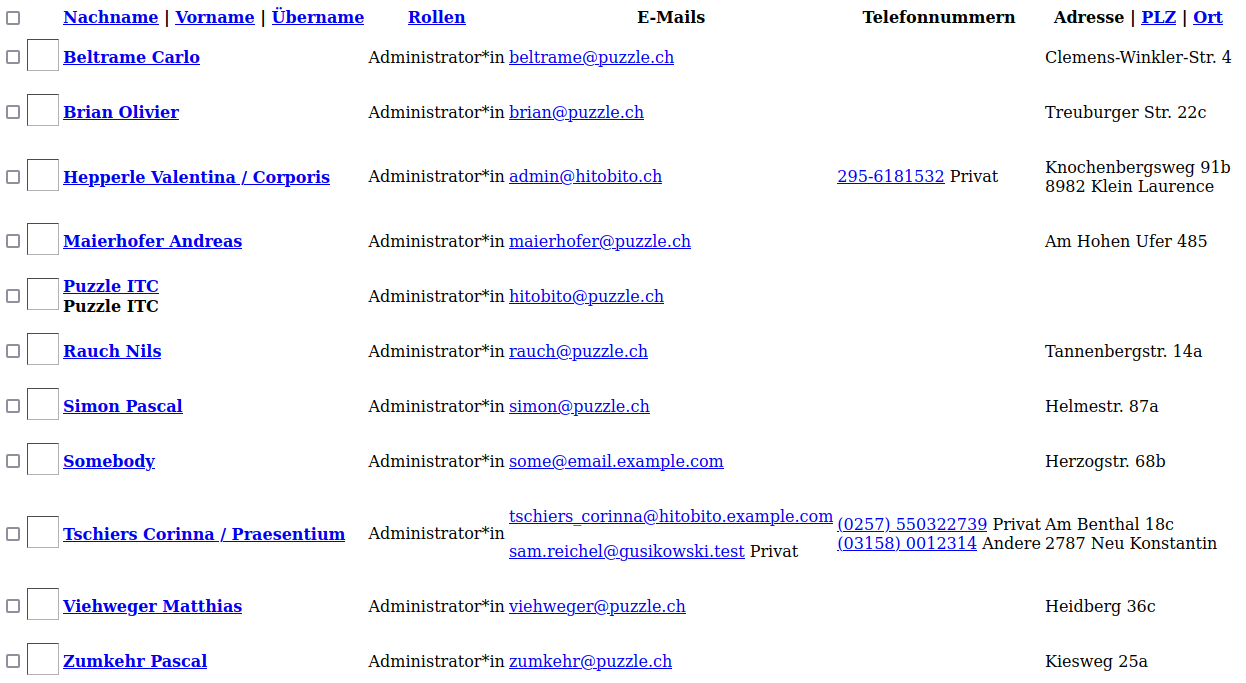 Nachname | Vorname | Übername Rollen E-Mails Telefonnummern Adresse | PLZ | Ort
Beltrame Carlo Administrator*in beltrame@puzzle.ch Clemens-Winkler-Str. 4
Brian Olivier Administrator*in brian@puzzle.ch Treuburger Str. 22c
Hepperle Valentina / Corporis Administrator*in admin@hitobito.ch 295-6181532 Privat Knochenbergsweg 91b
8982 Klein Laurence
Maierhofer Andreas Administrator*in maierhofer@puzzle.ch Am Hohen Ufer 485
Puzzle ITC
Puzzle ITC
Administrator*in hitobito@puzzle.ch
Rauch Nils Administrator*in rauch@puzzle.ch Tannenbergstr. 14a
Simon Pascal Administrator*in simon@puzzle.ch Helmestr. 87a
Somebody Administrator*in some@email.example.com Herzogstr. 68b
Tschiers Corinna / Praesentium Administrator*in
tschiers_corinna@hitobito.example.com
sam.reichel@gusikowski.test Privat
(0257) 550322739 Privat
(03158) 0012314 Andere
Am Benthal 18c
2787 Neu Konstantin
Viehweger Matthias Administrator*in viehweger@puzzle.ch Heidberg 36c
Zumkehr Pascal Administrator*in zumkehr@puzzle.ch Kiesweg 25a